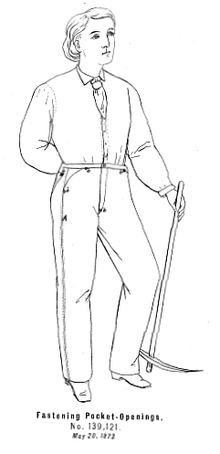 Fastening Pocket-Openings.
No. 139,121.
May 20, 1873